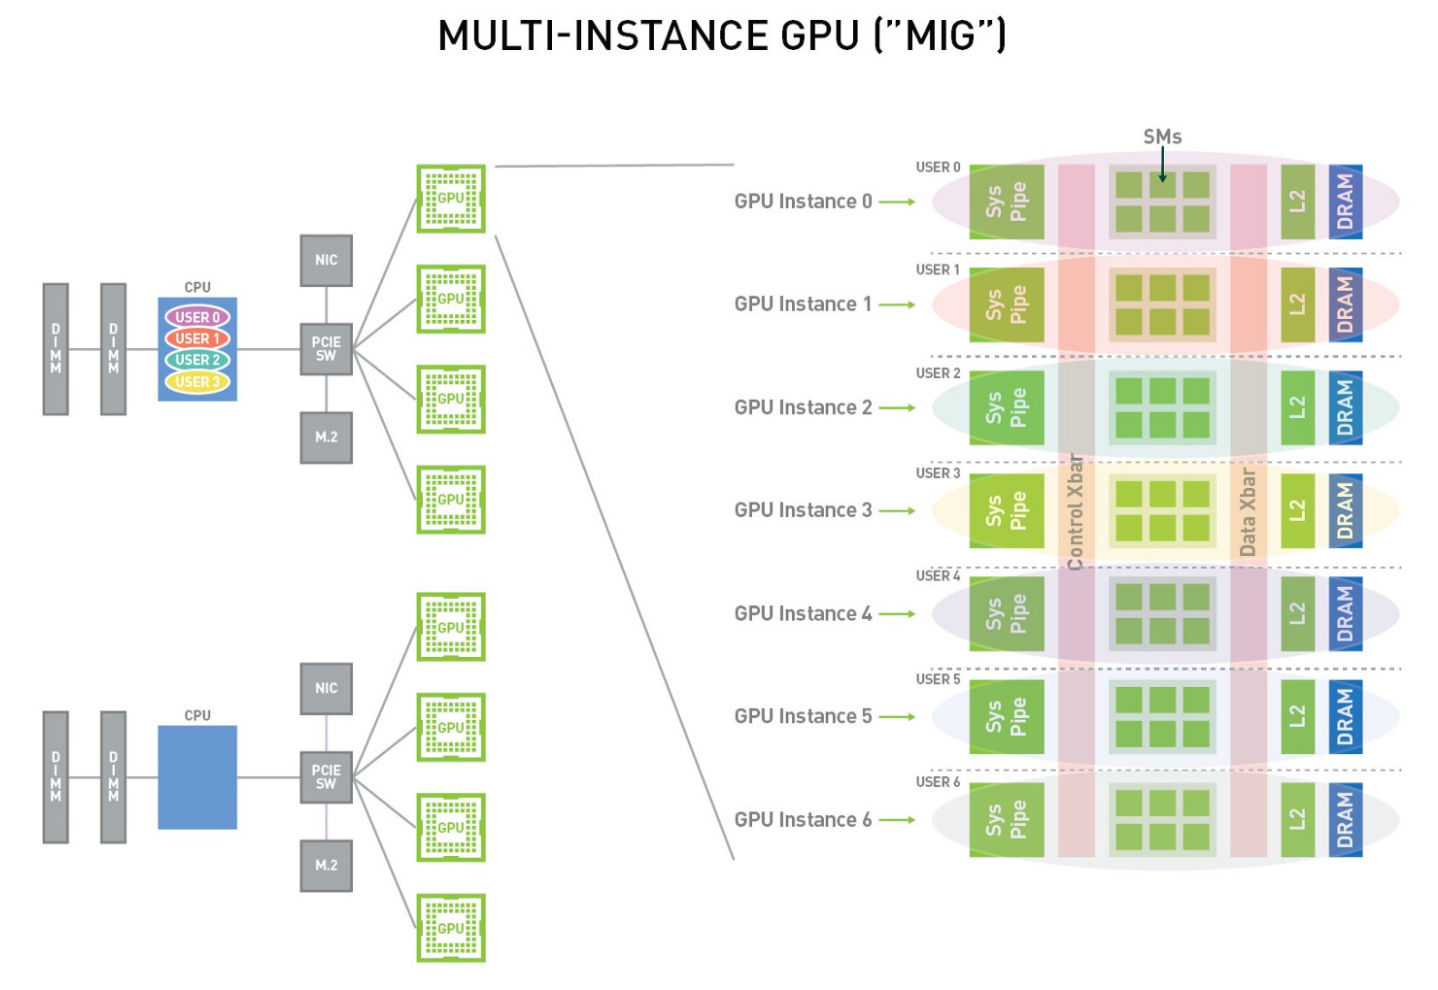 MULTI-INSTANCE GPU ("MIG")
CPU
USER 0
USER 1
USER 2
USER 3
DIMM
DIMM
NIC
PCIE
SW
M.2
GPU
GPU
GPU
GPU
CPU
DIMM
DIMM
NIC
PCIE
SW
M.2
GPU
GPU
GPU
GPU
SMs
GPU Instance 0
USER 0
Sys
Pipe
L2
DRAM
GPU Instance 1
USER 1
Sys
Pipe
L2
DRAM
GPU Instance 2
USER 2
Sys
Pipe
L2
DRAM
GPU Instance 3
USER 3
Sys
Pipe
Control Xbar
Data Xbar
L2
DRAM
GPU Instance 4
USER 4
Sys
Pipe
L2
DRAM
GPU Instance 5
USER 5
Sys
Pipe
L2
DRAM
GPU Instance 6
USER 6
Sys
Pipe
L2
DRAM